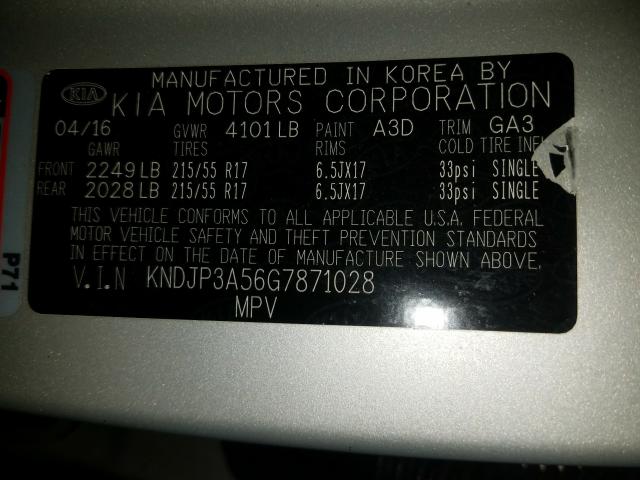 MANUFACTURED IN KOREA BY
KIA KIA MOTORS CORPORATION
04/16 GVWR 4101 LB PAINT A3D TRIM GA3
GAWR TIRES RIMS COLD TIRE INFL
FRONT 2249 LB 215/55 R17 6.5JX17 33psi SINGLE
REAR 2028 LB 215/55 R17 6.5JX17 33psi SINGLE
THIS VEHICLE CONFORMS TO ALL APPLICABLE U.S.A. FEDERAL
MOTOR VEHICLE SAFETY AND THEFT PREVENTION STANDARDS
IN EFFECT ON THE DATE OF MANUFACTURE SHOWN ABOVE.
V.I.N KNDJP3A56G7871028
MPV
P71